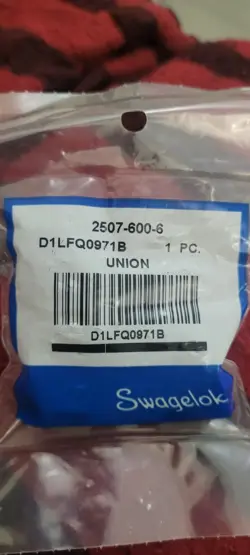 2507-600-6
D1LFQ0971B 1 PC.
UNION
D1LFQ0971B
Swagelok